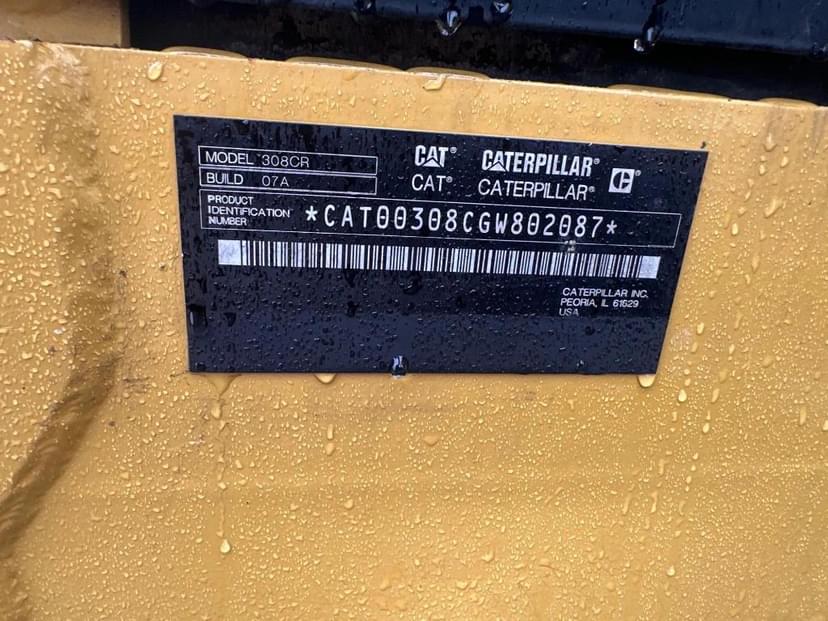 MODEL 308CR
BUILD 07A
CAT® CATERPILLAR®
CAT® CATERPILLAR®
PRODUCT
IDENTIFICATION
NUMBER
*CAT00308CGW802087*
CATERPILLAR INC.
PEORIA, IL 61629
USA